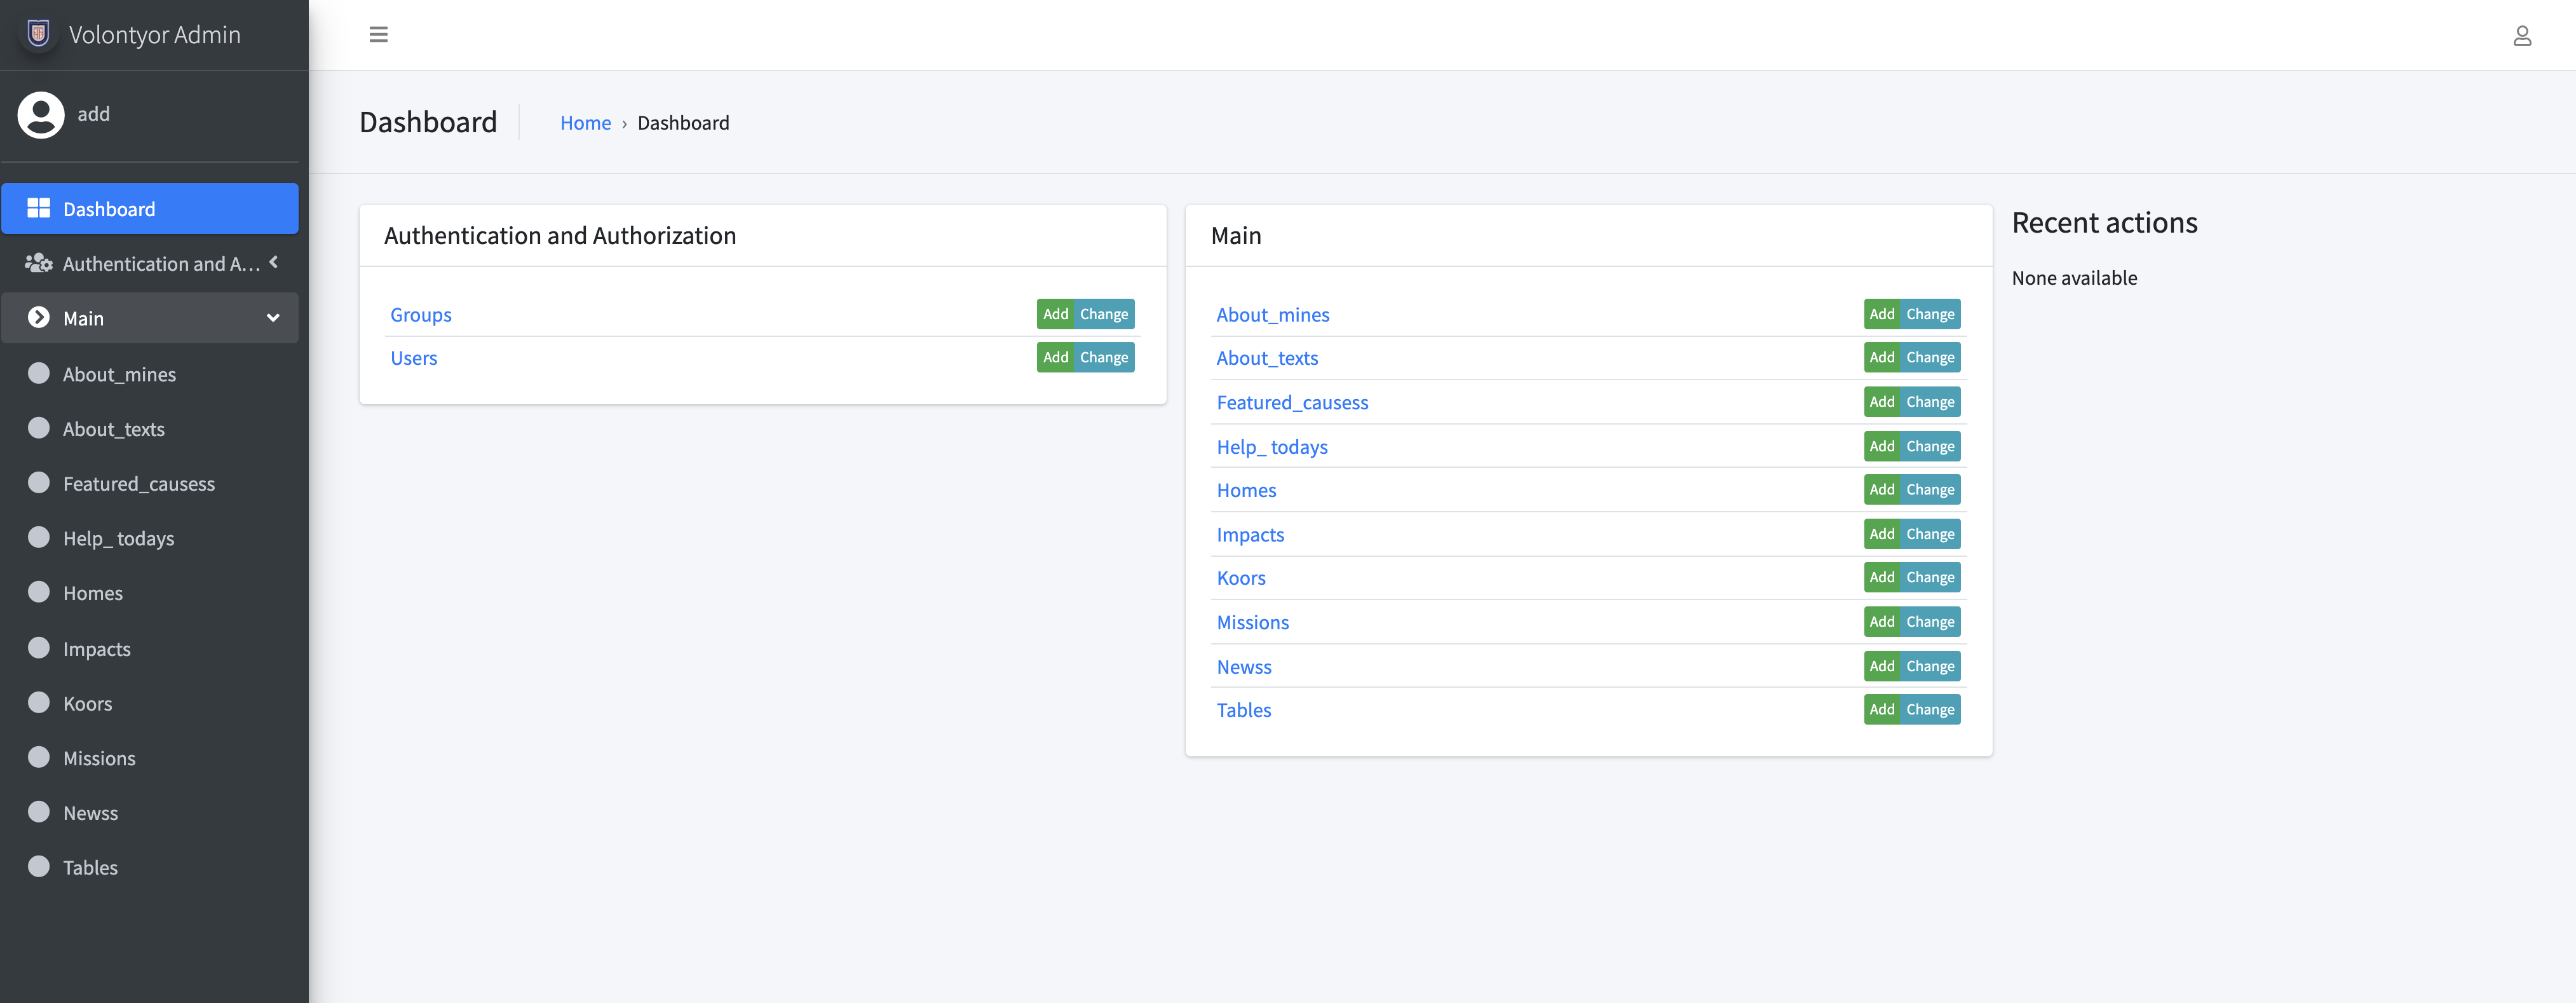 Volontyor Admin
add
Dashboard
Authentication and A...
Main
About_mines
About_texts
Featured_causess
Help_ todays
Homes
Impacts
Koors
Missions
Newss
Tables
Dashboard
Home › Dashboard
Authentication and Authorization
Groups Add Change
Users Add Change
Main
About_mines Add Change
About_texts Add Change
Featured_causess Add Change
Help_ todays Add Change
Homes Add Change
Impacts Add Change
Koors Add Change
Missions Add Change
Newss Add Change
Tables Add Change
Recent actions
None available